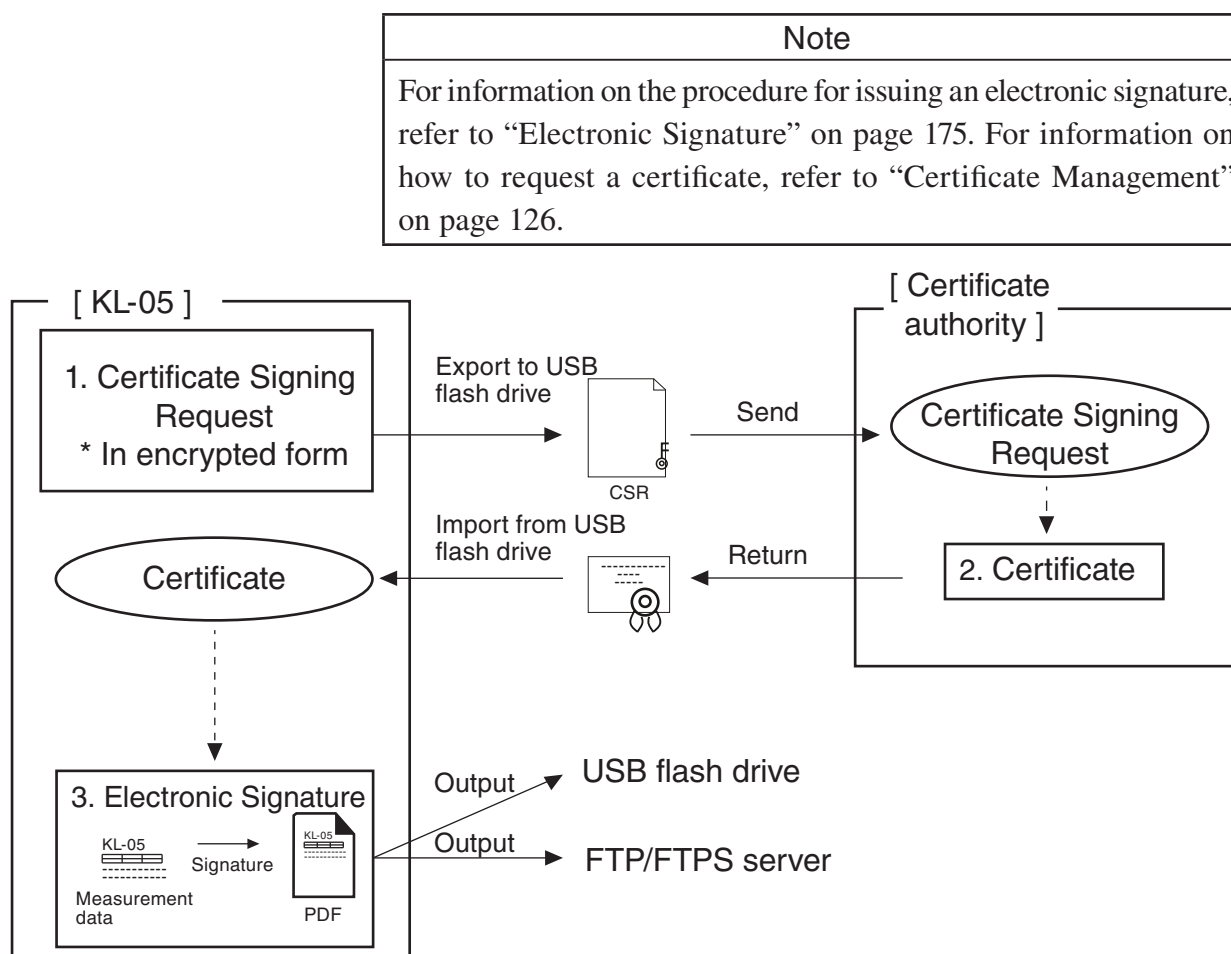 Note
For information on the procedure for issuing an electronic signature,
refer to “Electronic Signature” on page 175. For information on
how to request a certificate, refer to “Certificate Management”
on page 126.
[ KL-05 ]
1. Certificate Signing
Request
* In encrypted form
Export to USB
flash drive
CSR
Send
[ Certificate
authority ]
Certificate Signing
Request
2. Certificate
Return
Import from USB
flash drive
Certificate
3. Electronic Signature
KL-05
Measurement
data
Signature
KL-05
PDF
Output
USB flash drive
Output
FTP/FTPS server